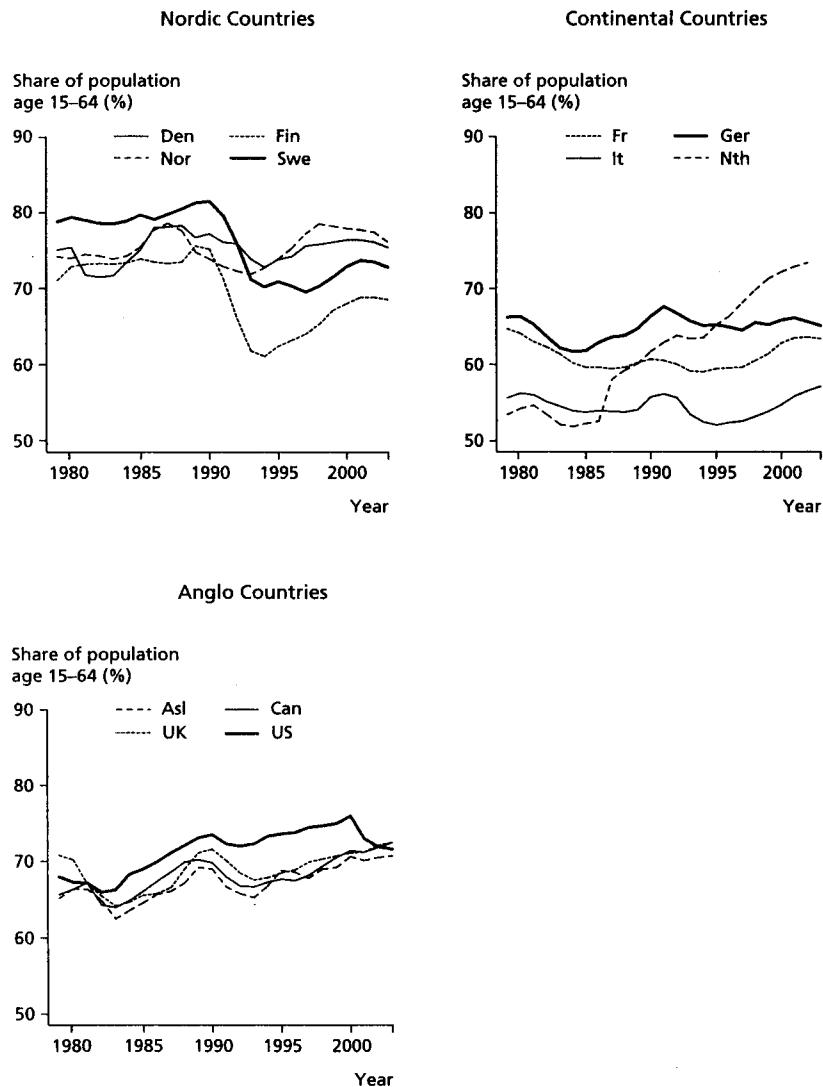 Nordic Countries
Share of population
age 15–64 (%)
Den Fin
Nor Swe
90
80
70
60
50
1980 1985 1990 1995 2000
Year
Continental Countries
Share of population
age 15–64 (%)
Fr Ger
It Nth
90
80
70
60
50
1980 1985 1990 1995 2000
Year
Anglo Countries
Share of population
age 15–64 (%)
Asl Can
UK US
90
80
70
60
50
1980 1985 1990 1995 2000
Year